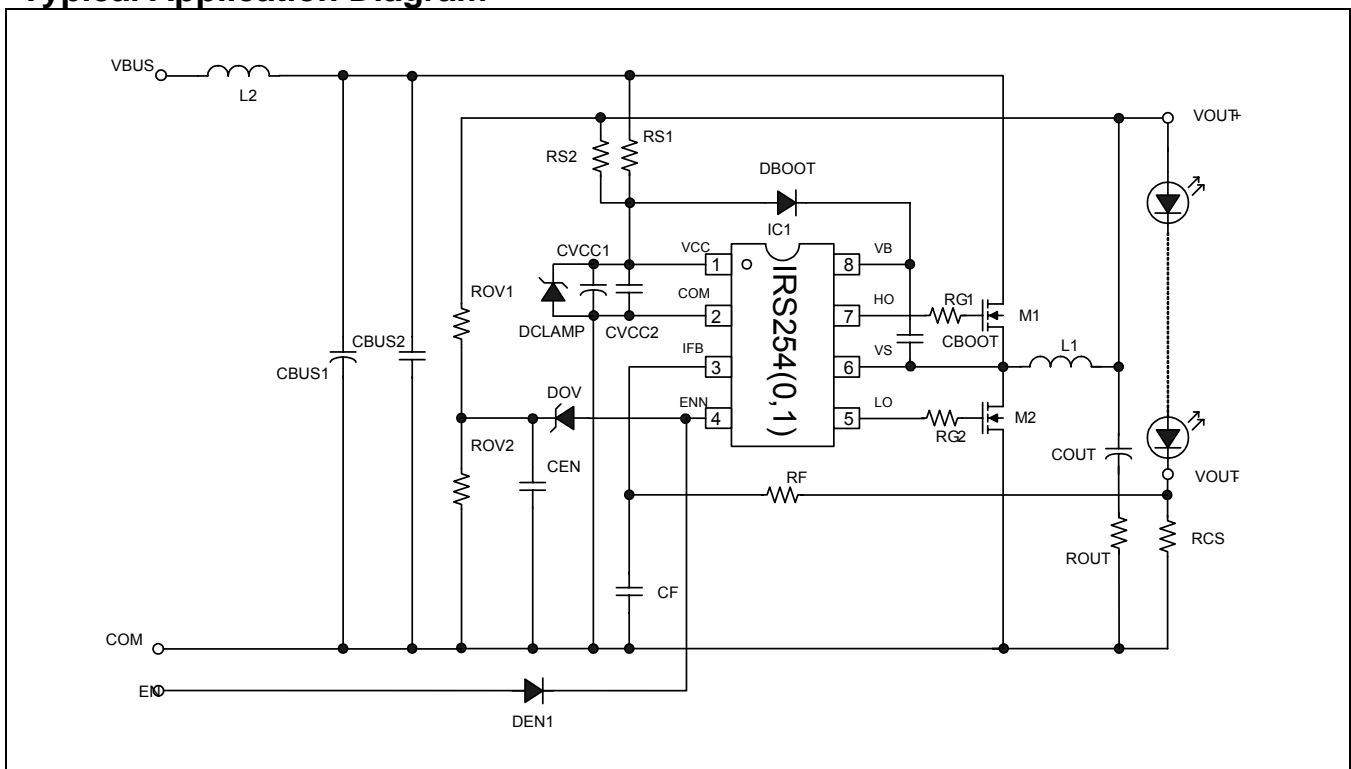 Typical Application Diagram
VBUS
L2
VOUT+
RS1
RS2
DBOOT
IC1
CVCC1
VCC
1
8
VB
ROV1
COM
2
7
HO
RG1
M1
DCLAMP
CVCC2
IRS254(0,1)
CBOOT
CBUS2
CBUS1
IFB
3
6
VS
L1
DOV
ENN
4
5
LO
RG2
M2
ROV2
CEN
COUT
RF
VOUT-
ROUT
RCS
CF
COM
EN
DEN1